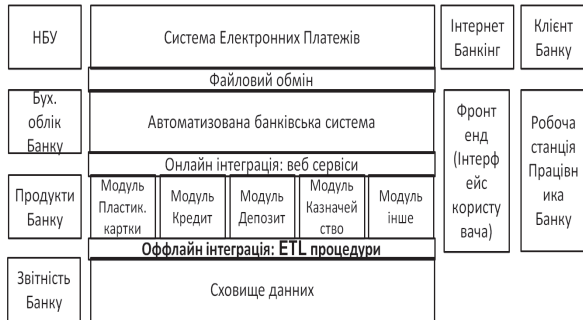 НБУ
Система Електронних Платежів
Інтернет
Банкінг
Клієнт
Банку
Файловий обмін
Бух.
облік
Банку
Автоматизована банківська система
Фронт
енд
(Інтерф
ейс
користу
вача)
Робоча
станція
Працівн
ика
Банку
Онлайн інтеграція: веб сервіси
Продукти
Банку
Модуль
Пластик.
картки
Модуль
Кредит
Модуль
Депозит
Модуль
Казначей
ство
Модуль
інше
Оффлайн інтеграція: ETL процедури
Звітність
Банку
Сховище данних